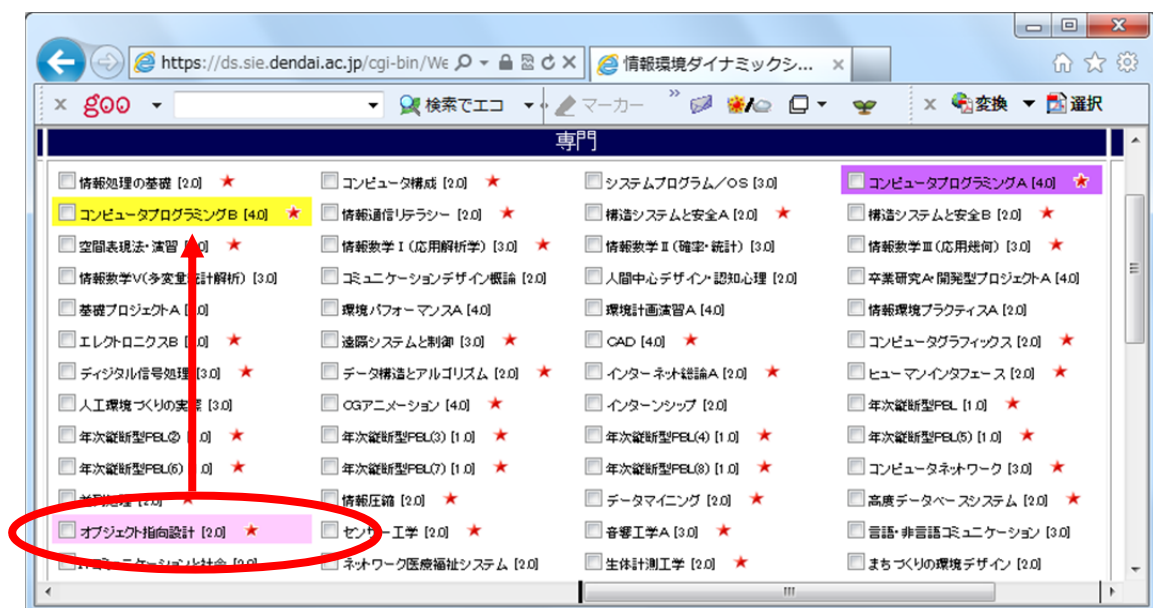 https://ds.sie.dendai.ac.jp/cgi-bin/We 情報環境ダイナミックシ...
goo 検索でエコ マーカー 変換 選択
専門
情報処理の基礎 [2.0] ★ コンピュータ構成 [2.0] ★ システムプログラム/OS [3.0] コンピュータプログラミングA [4.0] ★
コンピュータプログラミングB [4.0] ★ 情報通信リテラシー [2.0] ★ 構造システムと安全A [2.0] ★ 構造システムと安全B [2.0] ★
空間表現法・演習 .0] ★ 情報数学Ⅰ(応用解析学) [3.0] ★ 情報数学Ⅱ(確率・統計) [3.0] 情報数学Ⅲ(応用幾何) [3.0] ★
情報数学Ⅴ(多変量統計解析) [3.0] コミュニケーションデザイン概論 [2.0] 人間中心デザイン・認知心理 [2.0] 卒業研究A・開発型プロジェクトA [4.0]
基礎プロジェクトA [ .0] 環境パフォーマンスA [4.0] 環境計画演習A [4.0] 情報環境プラクティスA [2.0]
エレクトロニクスB [ .0] ★ 遠隔システムと制御 [3.0] ★ CAD [4.0] ★ コンピュータグラフィックス [2.0] ★
ディジタル信号処理 [3.0] ★ データ構造とアルゴリズム [2.0] ★ インターネット総論A [2.0] ★ ヒューマンインタフェース [2.0] ★
人工環境づくりの実際 [3.0] CGアニメーション [4.0] ★ インターンシップ [2.0] 年次縦断型PBL [1.0] ★
年次縦断型PBL② [ .0] ★ 年次縦断型PBL(3) [1.0] ★ 年次縦断型PBL(4) [1.0] ★ 年次縦断型PBL(5) [1.0] ★
年次縦断型PBL(6) .0] ★ 年次縦断型PBL(7) [1.0] ★ 年次縦断型PBL(8) [1.0] ★ コンピュータネットワーク [3.0] ★
並列処理 [2.0] ★ 情報圧縮 [2.0] ★ データマイニング [2.0] ★ 高度データベースシステム [2.0] ★
オブジェクト指向設計 [2.0] ★ センサー工学 [2.0] ★ 音響工学A [3.0] ★ 言語・非言語コミュニケーション [3.0]
ネットワーク医療福祉システム [2.0] 生体計測工学 [2.0] ★ まちづくりの環境デザイン [2.0]